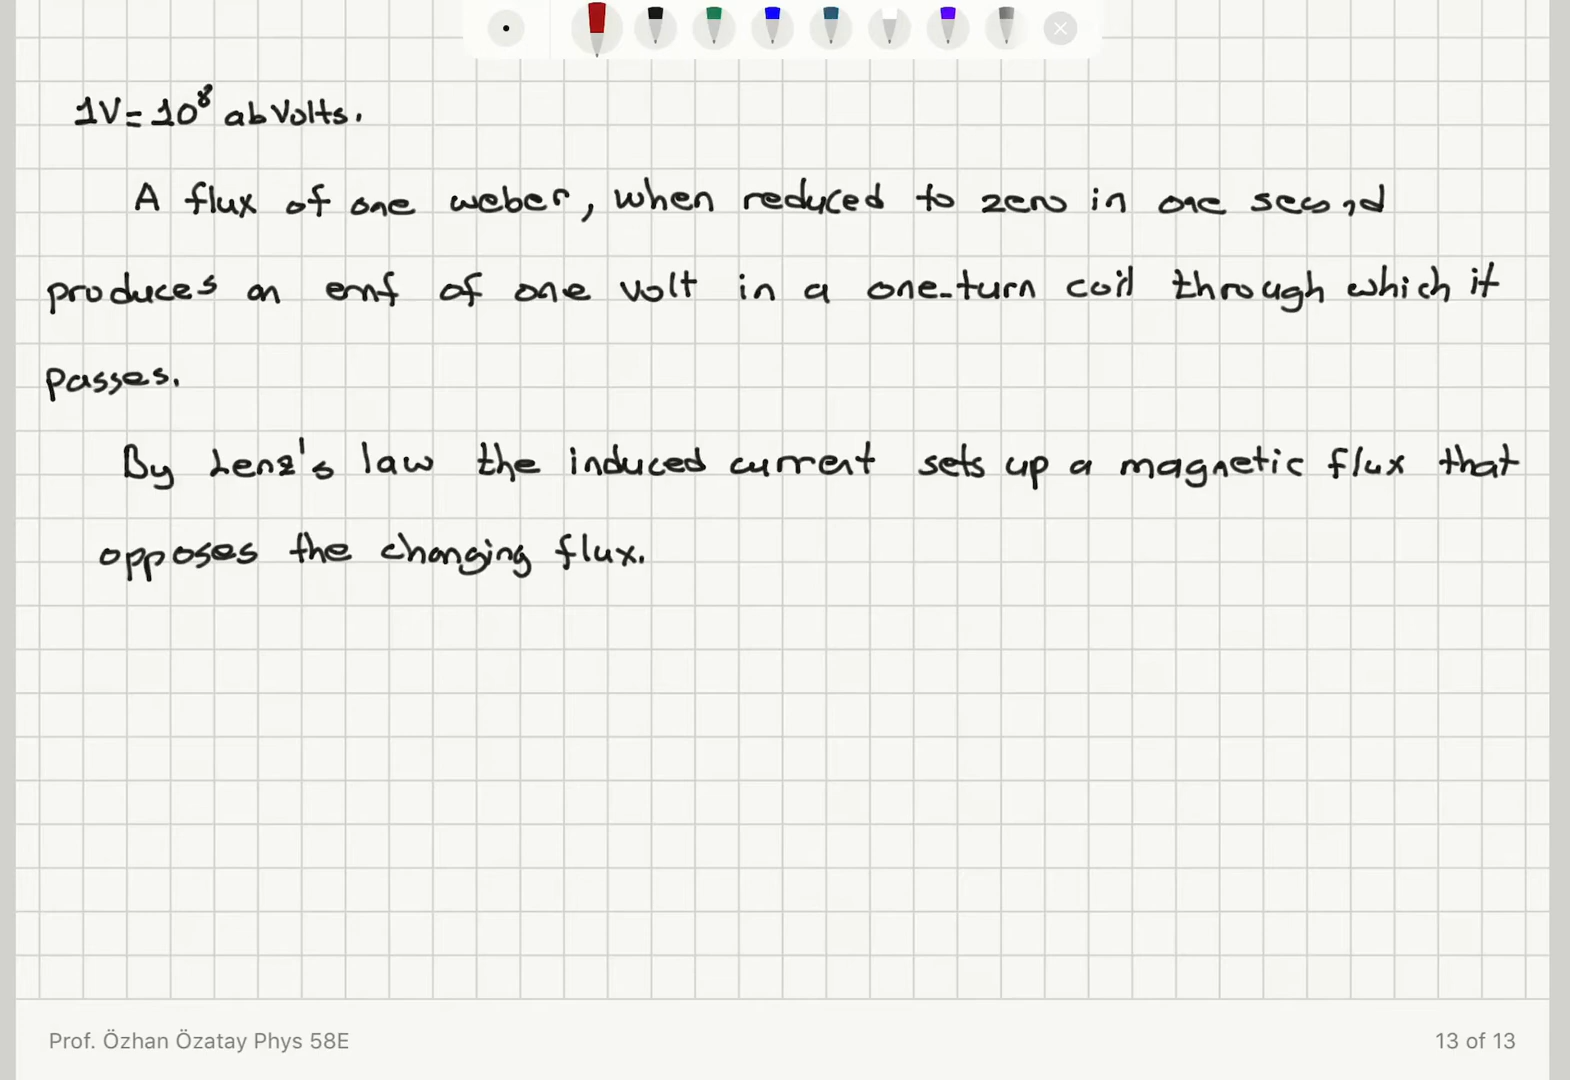 1V = 10⁸ abVolts.
A flux of one weber, when reduced to zero in one second
produces an emf of one volt in a one-turn coil through which it
passes.
By Lenz's law the induced current sets up a magnetic flux that
opposes the changing flux.
Prof. Özhan Özatay Phys 58E
13 of 13